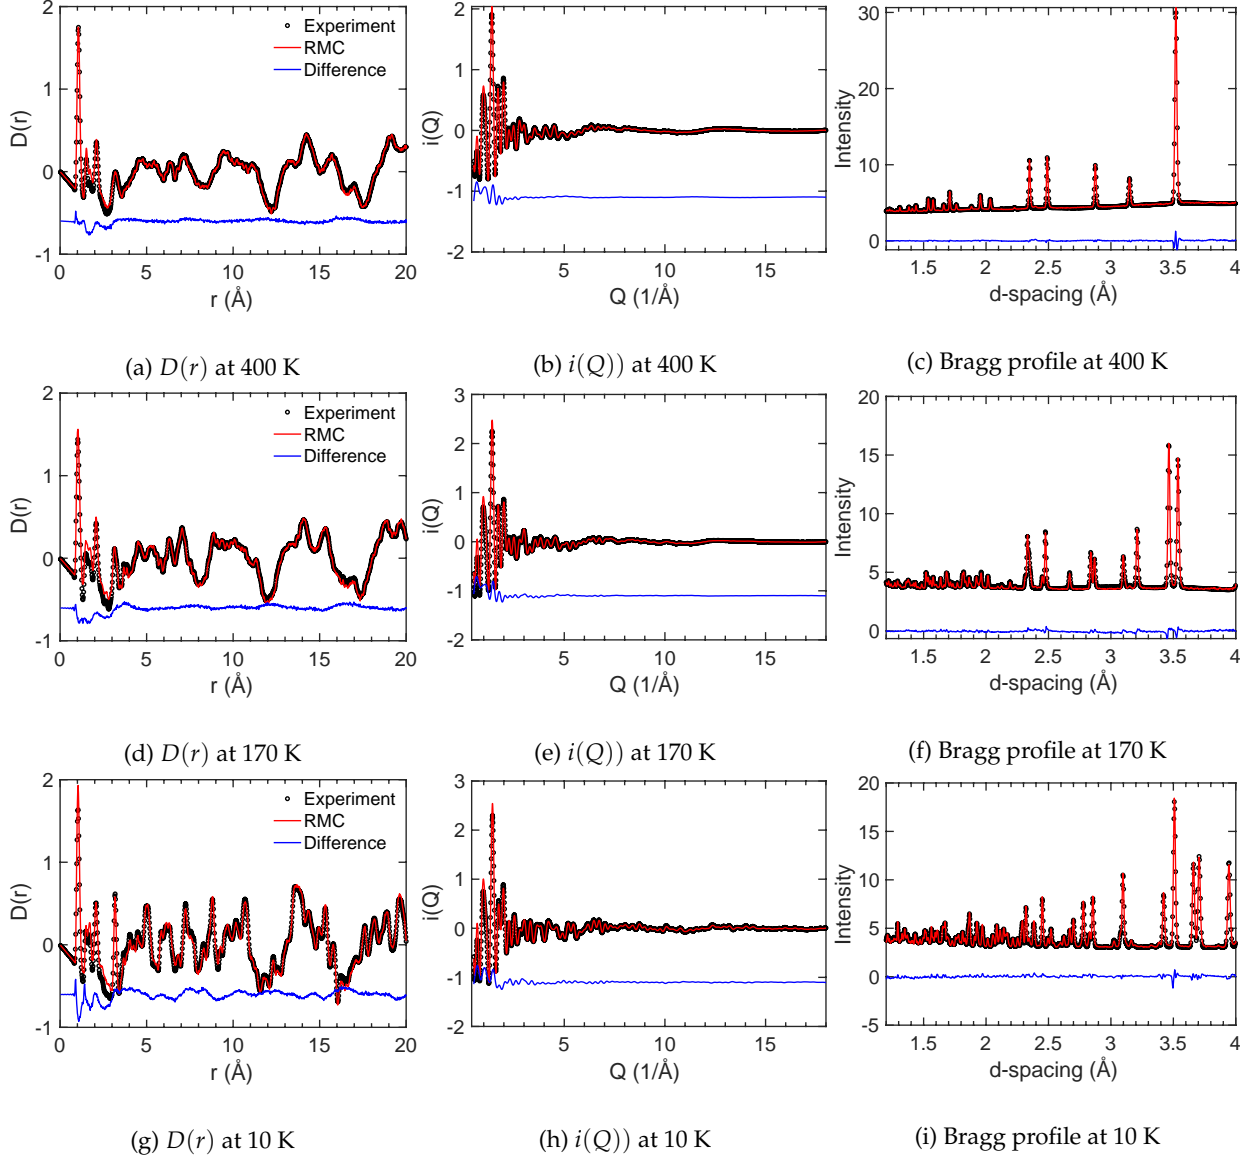 2
1
0
-1
D(r)
0
5
10
15
20
r (Å)
Experiment
RMC
Difference
2
1
0
-1
-2
i(Q)
5
10
15
Q (1/Å)
30
20
10
0
Intensity
1.5
2
2.5
3
3.5
4
d-spacing (Å)
(a) D(r) at 400 K
(b) i(Q)) at 400 K
(c) Bragg profile at 400 K
2
1
0
-1
D(r)
0
5
10
15
20
r (Å)
Experiment
RMC
Difference
3
2
1
0
-1
-2
i(Q)
5
10
15
Q (1/Å)
20
15
10
5
0
Intensity
1.5
2
2.5
3
3.5
4
d-spacing (Å)
(d) D(r) at 170 K
(e) i(Q)) at 170 K
(f) Bragg profile at 170 K
2
1
0
-1
D(r)
0
5
10
15
20
r (Å)
Experiment
RMC
Difference
3
2
1
0
-1
-2
i(Q)
5
10
15
Q (1/Å)
20
15
10
5
0
-5
Intensity
1.5
2
2.5
3
3.5
4
d-spacing (Å)
(g) D(r) at 10 K
(h) i(Q)) at 10 K
(i) Bragg profile at 10 K